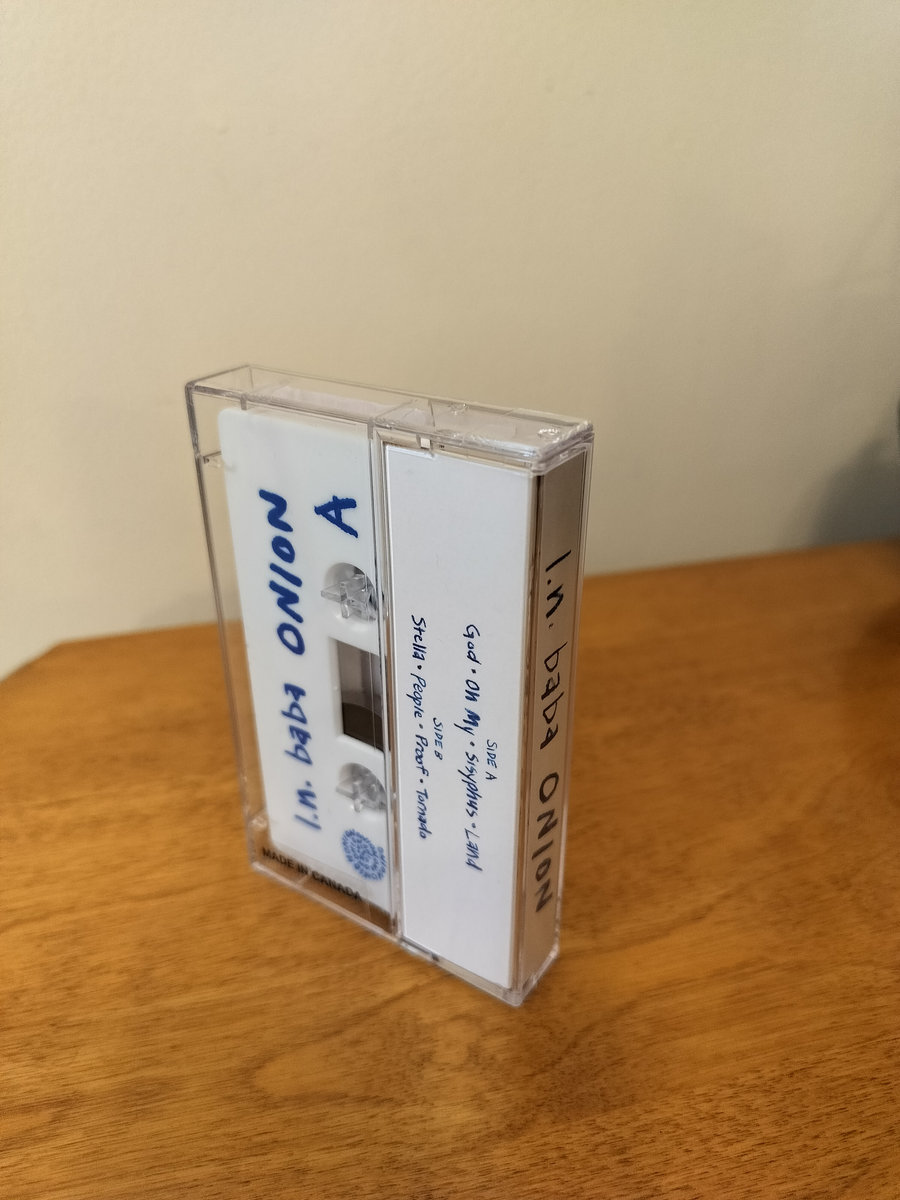 A
l.n. baba ONION
MADE IN CANADA
SIDE A
God • Oh My • Sisyphus • Land
SIDE B
Stella • People • Proof • Tornado
l.n. baba ONION